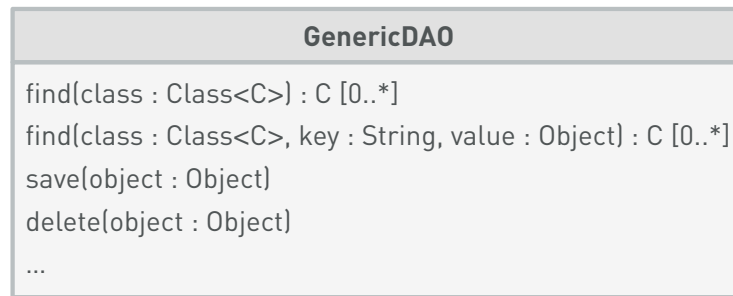 GenericDAO
find(class : Class<C>) : C [0..*]
find(class : Class<C>, key : String, value : Object) : C [0..*]
save(object : Object)
delete(object : Object)
...